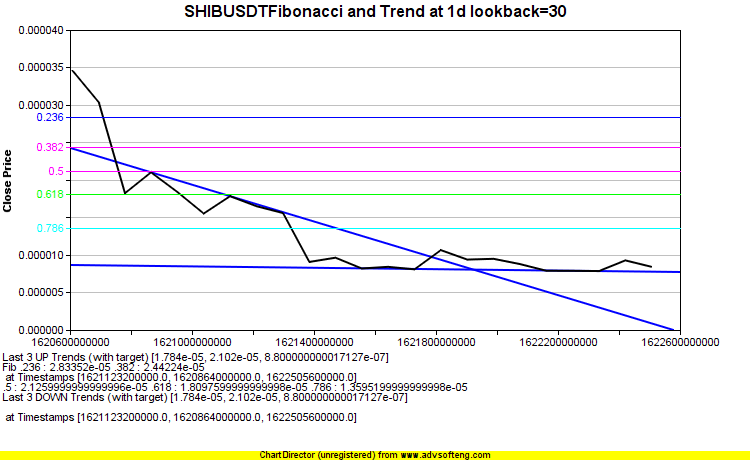 SHIBUSDTFibonacci and Trend at 1d lookback=30
0.000040
0.000035
0.000030
0.236
0.382
0.5
0.618
0.786
0.000010
0.000005
0.000000
Close Price
1620600000000 1621000000000 1621400000000 1621800000000 1622200000000 1622600000000
Last 3 UP Trends (with target) [1.784e-05, 2.102e-05, 8.800000000017127e-07]
Fib .236 : 2.83352e-05 .382 : 2.44224e-05
at Timestamps [1621123200000.0, 1620864000000.0, 1622505600000.0]
.5 : 2.1259999999999996e-05 .618 : 1.8097599999999998e-05 .786 : 1.3595199999999998e-05
Last 3 DOWN Trends (with target) [1.784e-05, 2.102e-05, 8.800000000017127e-07]
at Timestamps [1621123200000.0, 1620864000000.0, 1622505600000.0]
ChartDirector (unregistered) from www.advsofteng.com